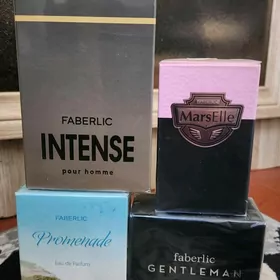 FABERLIC
INTENSE
pour homme
MarsElle
FABERLIC
Promenade
Eau de Parfum
faberlic
GENTLEMAN